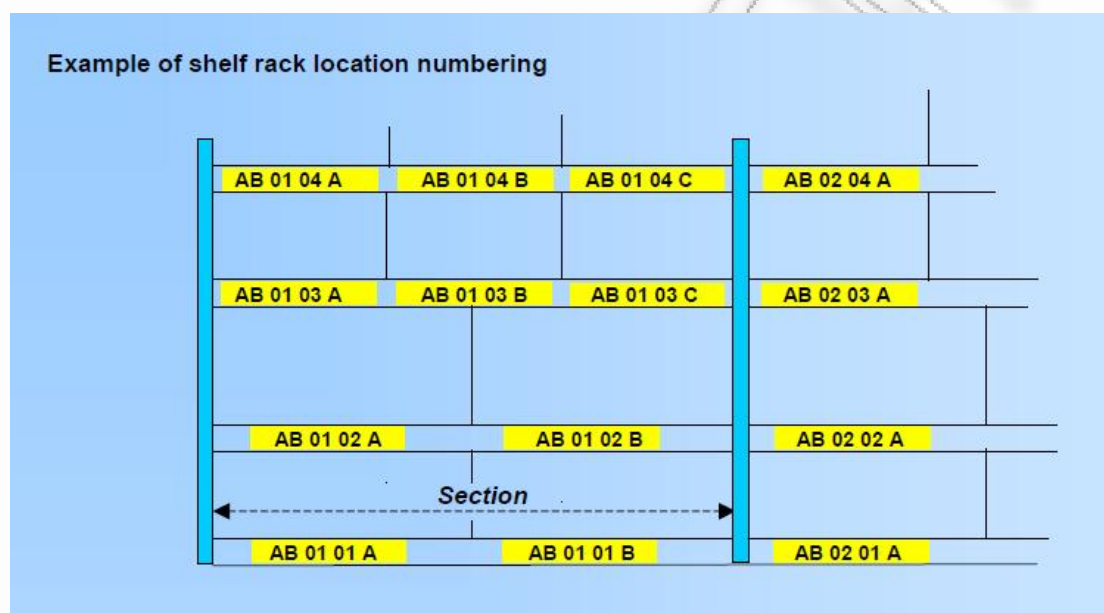 Example of shelf rack location numbering
AB 01 04 A AB 01 04 B AB 01 04 C AB 02 04 A
AB 01 03 A AB 01 03 B AB 01 03 C AB 02 03 A
AB 01 02 A AB 01 02 B AB 02 02 A
Section
AB 01 01 A AB 01 01 B AB 02 01 A